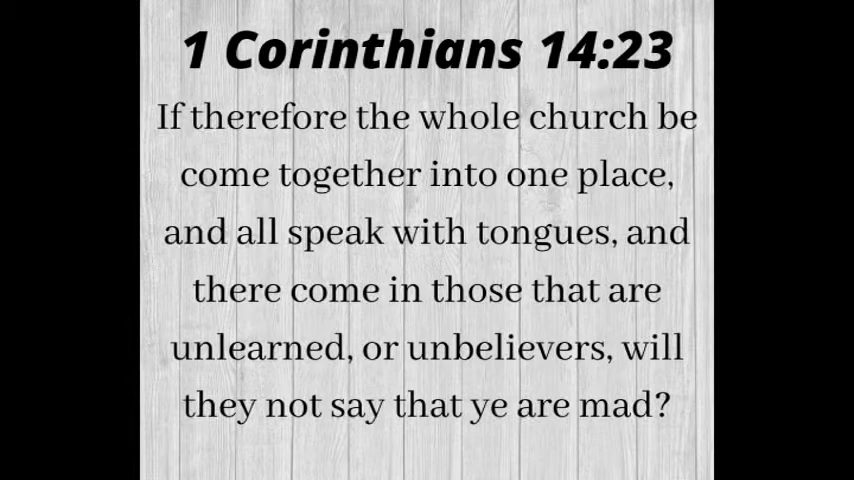 1 Corinthians 14:23
If therefore the whole church be
come together into one place,
and all speak with tongues, and
there come in those that are
unlearned, or unbelievers, will
they not say that ye are mad?